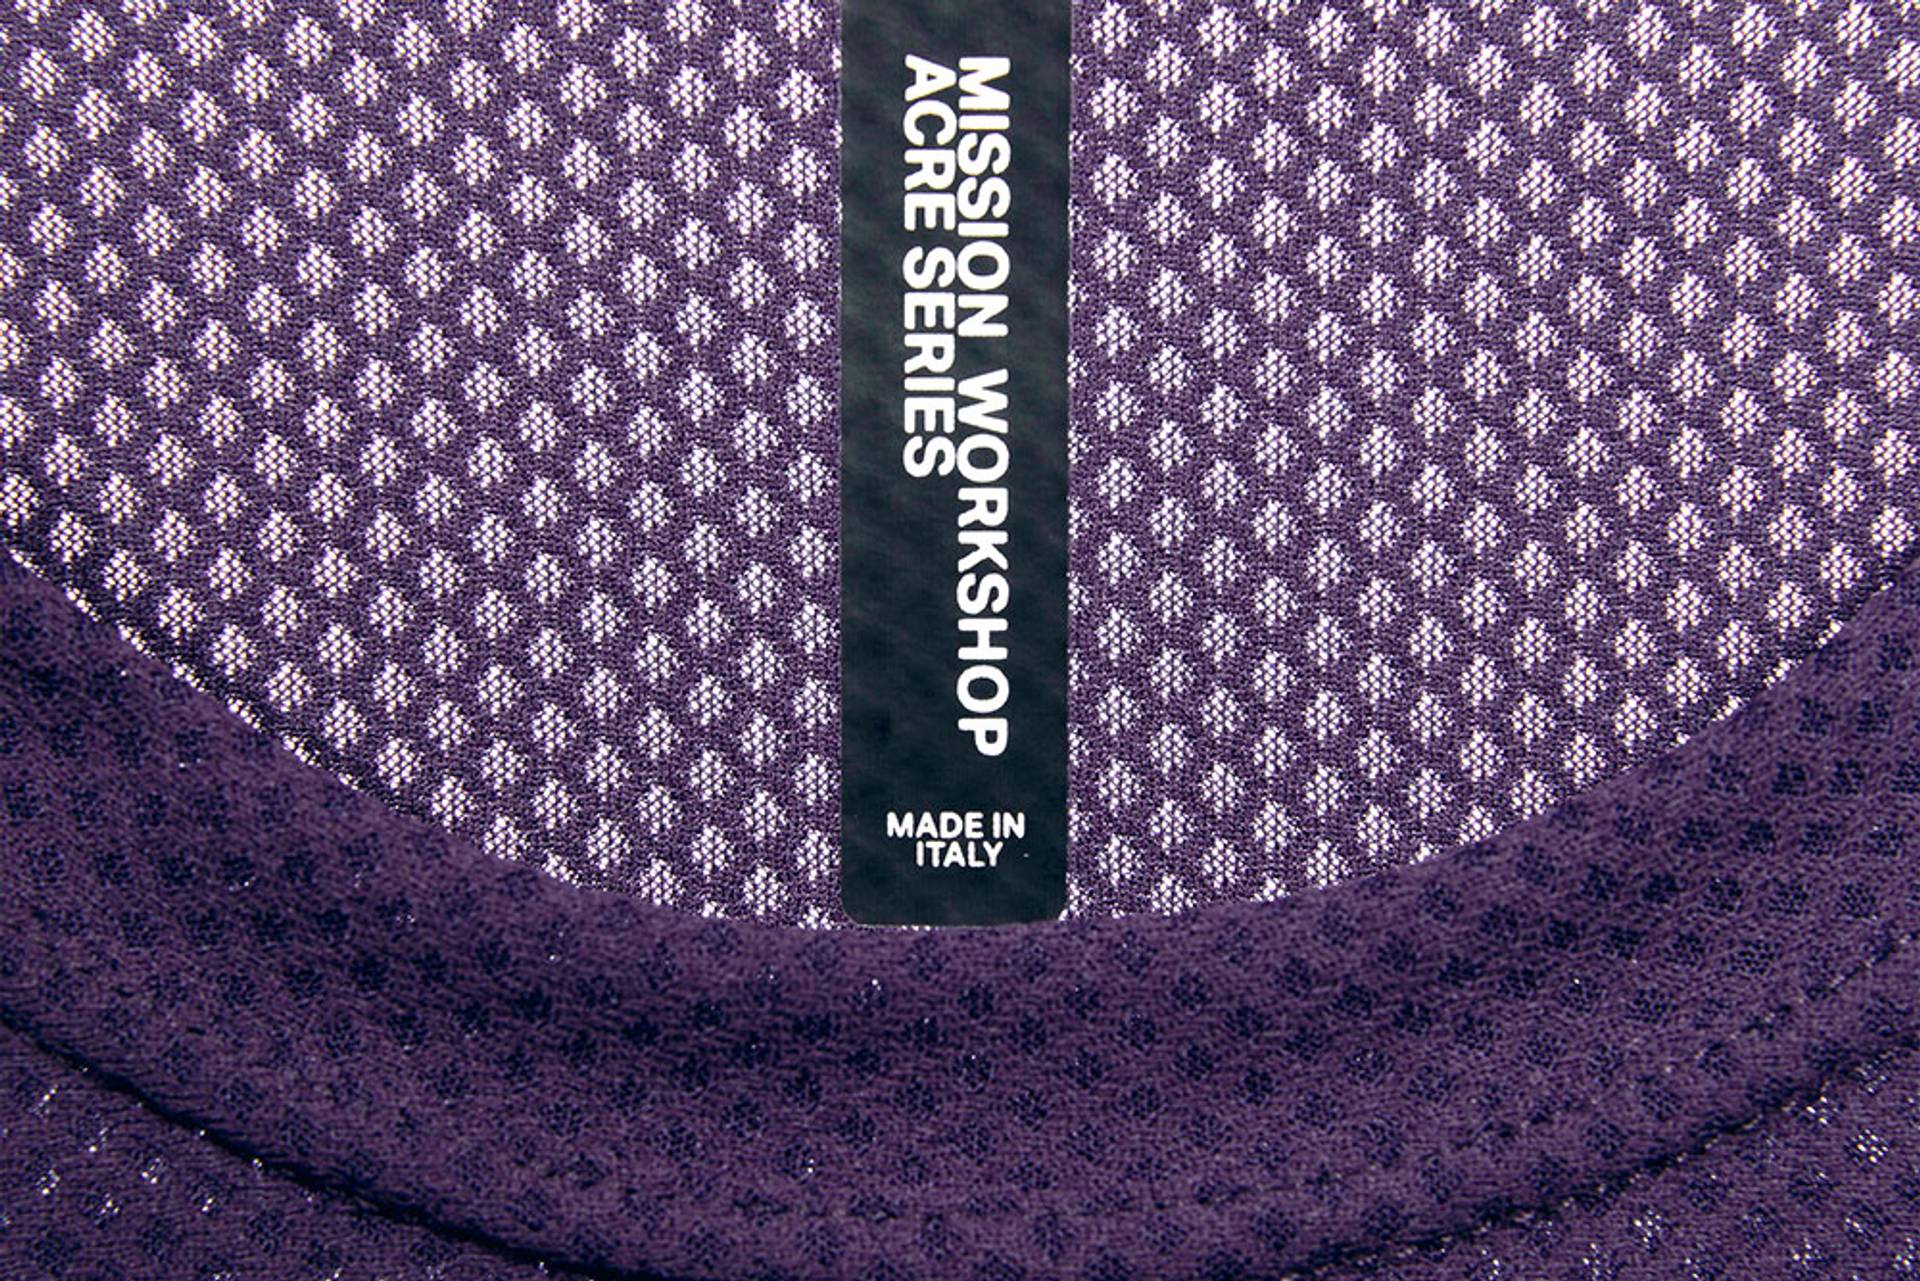 MISSION WORKSHOP
ACRE SERIES
MADE IN
ITALY